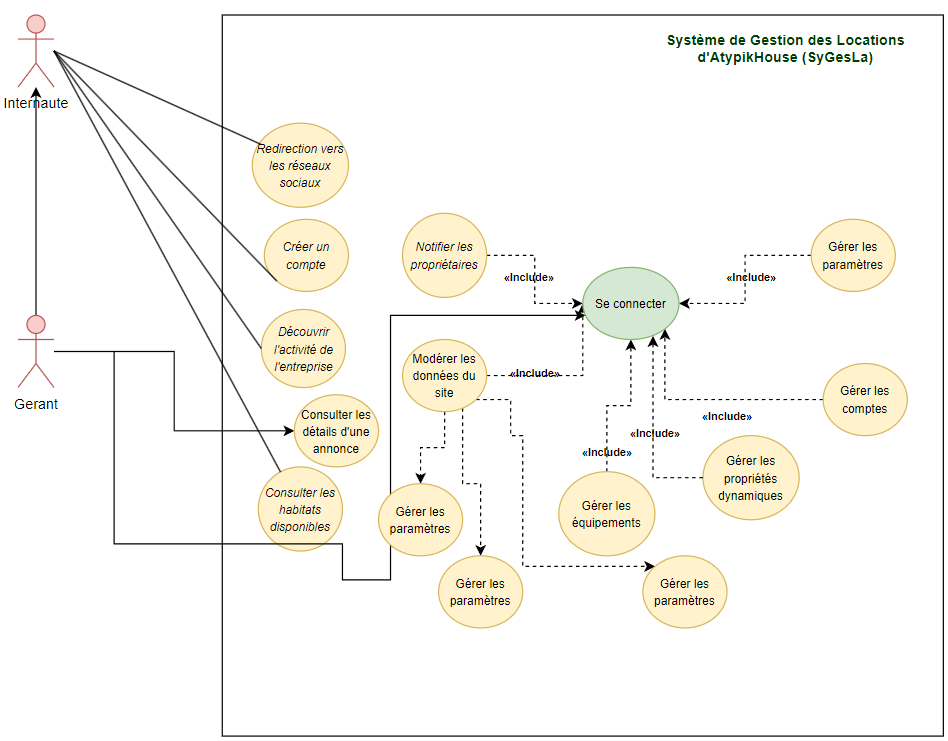 Système de Gestion des Locations
d'AtypikHouse (SyGesLa)
Internaute
Redirection vers
les réseaux
sociaux
Créer un
compte
Notifier les
propriétaires
«Include»
Se connecter
«Include»
Gérer les
paramètres
Gerant
Découvrir
l'activité de
l'entreprise
Modérer les
données du
site
«Include»
Gérer les
comptes
«Include»
Consulter les
détails d'une
annonce
«Include»
«Include»
Gérer les
propriétés
dynamiques
Consulter les
habitats
disponibles
Gérer les
paramètres
Gérer les
équipements
Gérer les
paramètres
Gérer les
paramètres